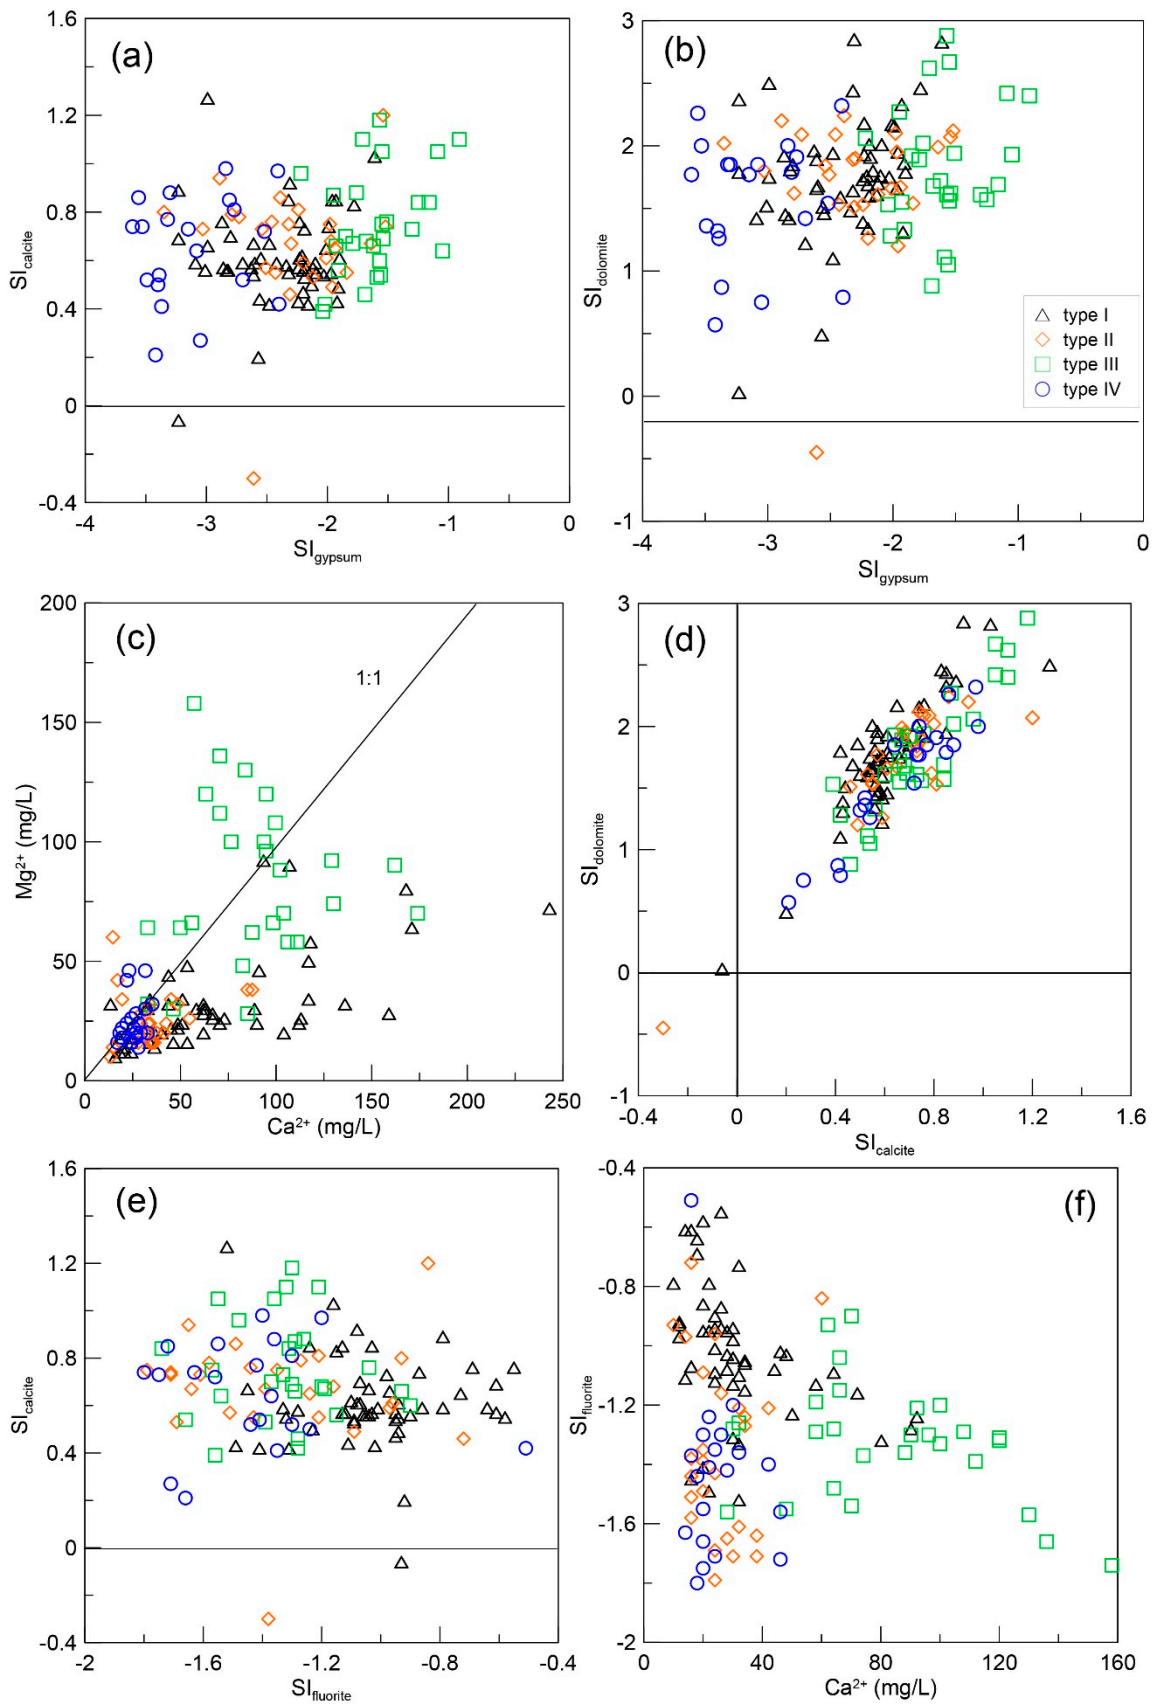 (a)
1.6
1.2
0.8
0.4
0
-0.4
SIcalcite
-4 -3 -2 -1 0
SIgypsum
(b)
3
2
1
0
-1
SIdolomite
type I
type II
type III
type IV
-4 -3 -2 -1 0
SIgypsum
(c)
200
150
100
50
0
Mg²⁺ (mg/L)
1:1
0 50 100 150 200 250
Ca²⁺ (mg/L)
(d)
3
2
1
0
-1
SIdolomite
-0.4 0 0.4 0.8 1.2 1.6
SIcalcite
(e)
1.6
1.2
0.8
0.4
0
-0.4
SIcalcite
-2 -1.6 -1.2 -0.8 -0.4
SIfluorite
(f)
-0.4
-0.8
-1.2
-1.6
-2
SIfluorite
0 40 80 120 160
Ca²⁺ (mg/L)